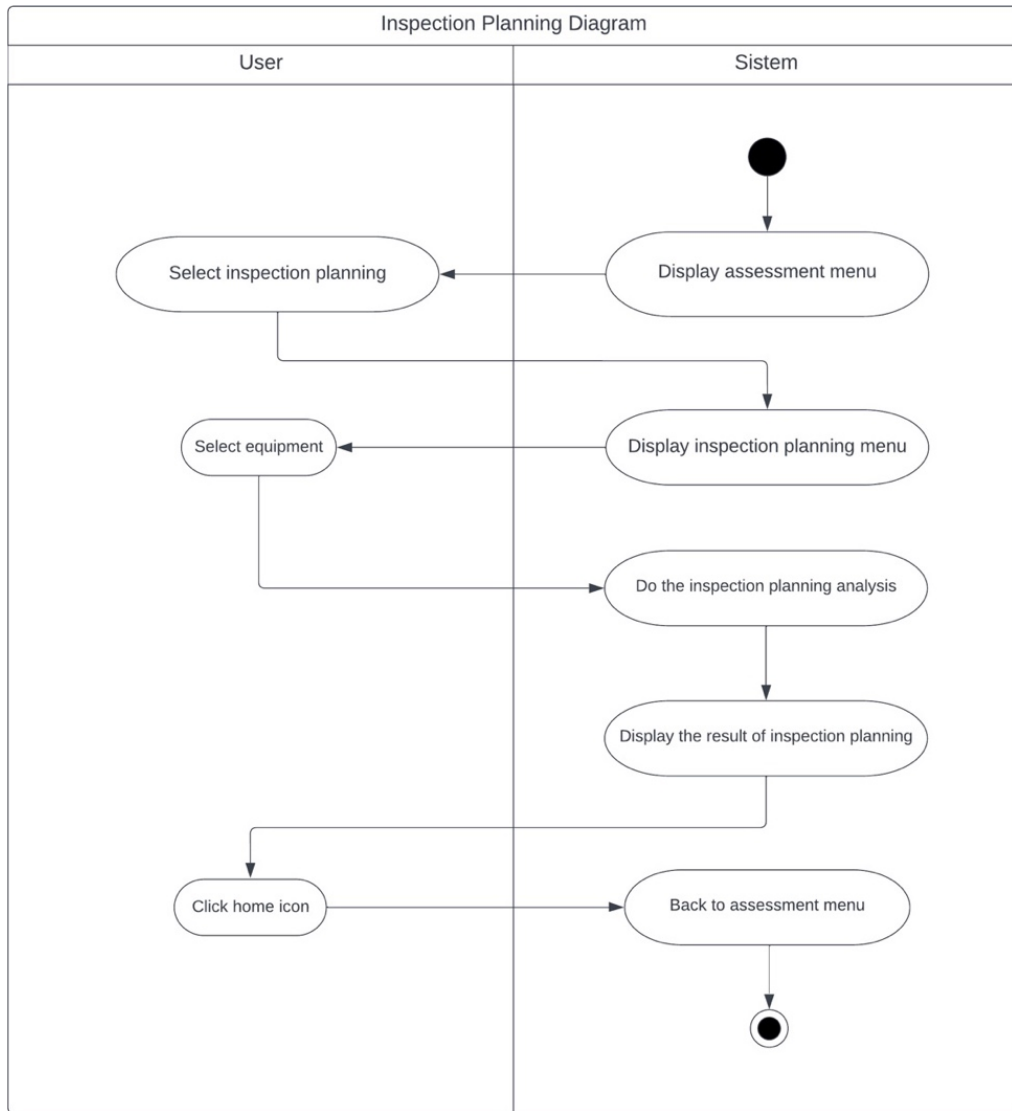 Inspection Planning Diagram
User
Sistem
Display assessment menu
Select inspection planning
Display inspection planning menu
Select equipment
Do the inspection planning analysis
Display the result of inspection planning
Click home icon
Back to assessment menu